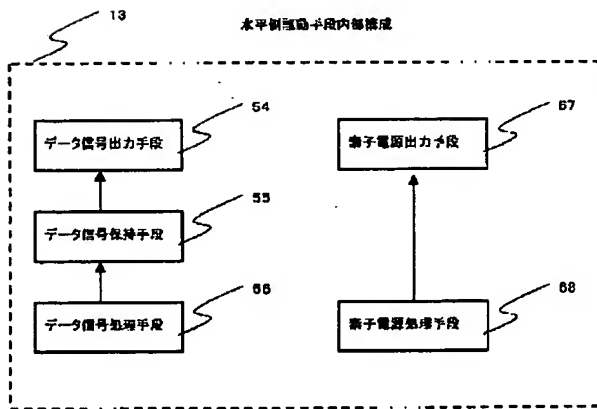 13
水平側駆動手段内部構成
54
データ信号出力手段
55
データ信号保持手段
56
データ信号処理手段
57
素子電源出力手段
58
素子電源処理手段